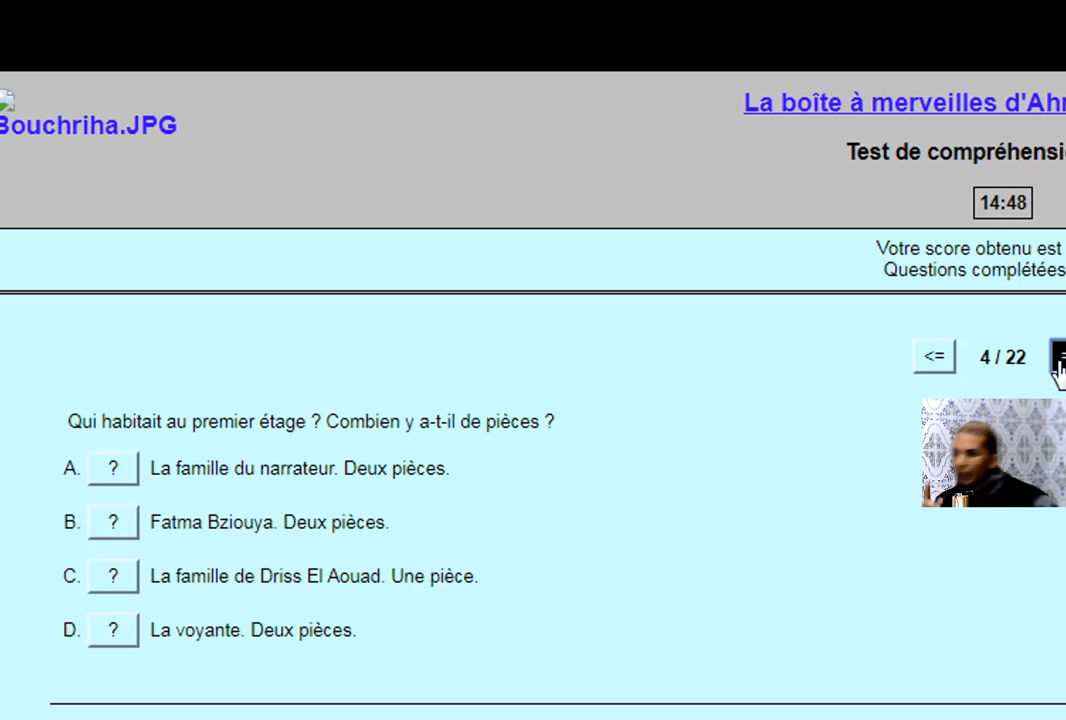 Bouchriha.JPG
La boîte à merveilles d'Ahm
Test de compréhensi
14:48
Votre score obtenu est
Questions complétées
<= 4 / 22
Qui habitait au premier étage ? Combien y a-t-il de pièces ?
A. ? La famille du narrateur. Deux pièces.
B. ? Fatma Bziouya. Deux pièces.
C. ? La famille de Driss El Aouad. Une pièce.
D. ? La voyante. Deux pièces.